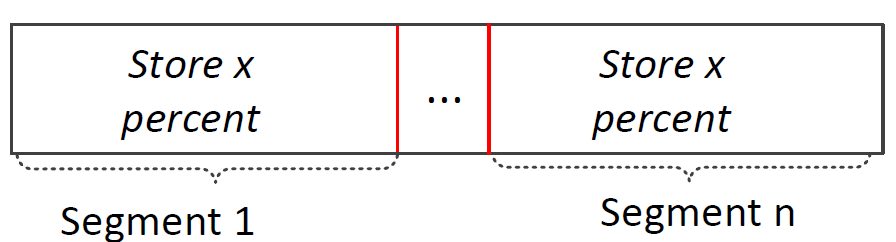 Store x
percent
...
Store x
percent
Segment 1
Segment n